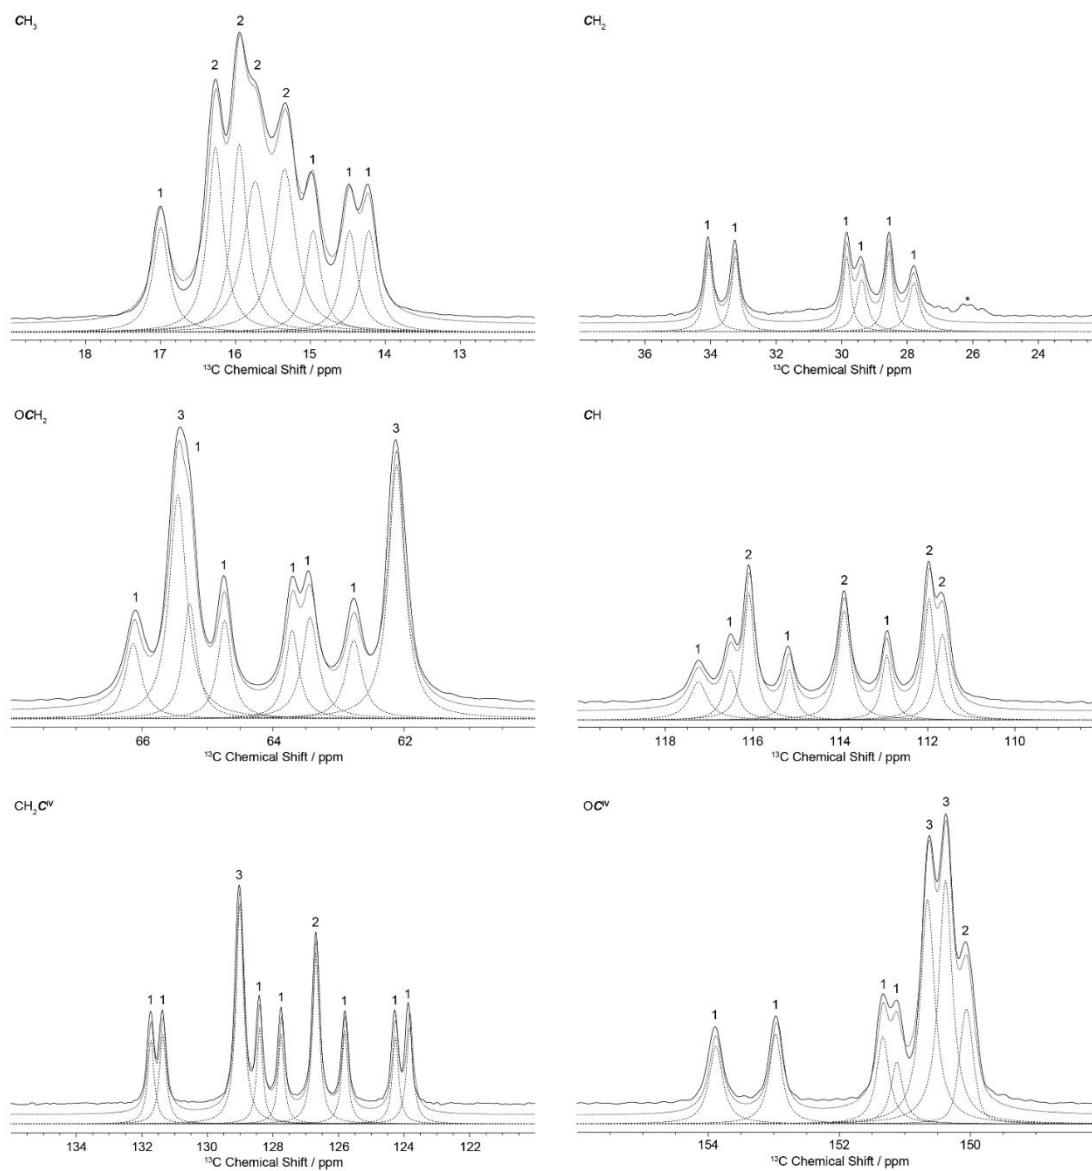 CH₃
2
2 2
2
1 1
1 1
18 17 16 15 14 13
¹³C Chemical Shift / ppm
CH₂
1 1 1 1 1 1
*
36 34 32 30 28 26 24
¹³C Chemical Shift / ppm
OCH₂
3 3
1
1 1 1
1 1
66 64 62
¹³C Chemical Shift / ppm
CH
2 2
2 2
1 1
1 1
118 116 114 112 110
¹³C Chemical Shift / ppm
CH₂Cᴵⱽ
3
2
1 1 1 1 1 1 1
134 132 130 128 126 124 122
¹³C Chemical Shift / ppm
OCᴵⱽ
3
3
2
1 1
1 1
154 152 150
¹³C Chemical Shift / ppm